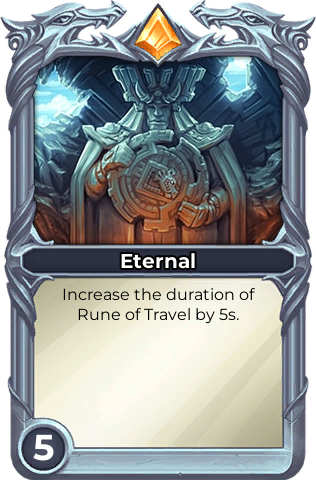 Eternal
Increase the duration of
Rune of Travel by 5s.
5